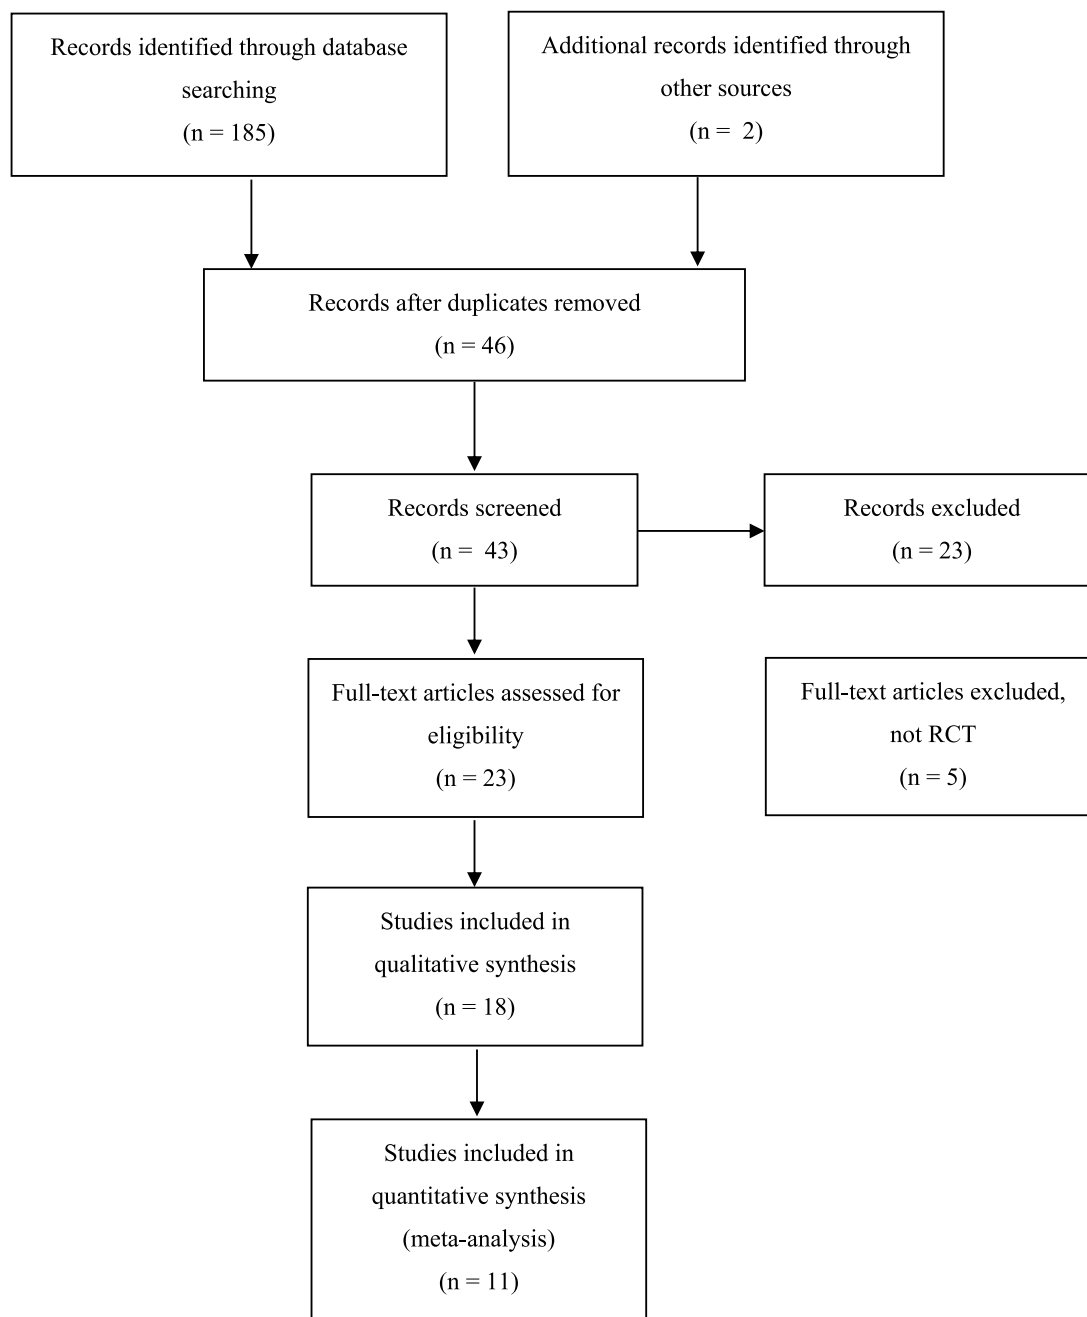 Records identified through database
searching
(n = 185)
Additional records identified through
other sources
(n =  2)
Records after duplicates removed
(n = 46)
Records screened
(n =  43)
Records excluded
(n = 23)
Full-text articles assessed for
eligibility
(n = 23)
Full-text articles excluded,
not RCT
(n = 5)
Studies included in
qualitative synthesis
(n = 18)
Studies included in
quantitative synthesis
(meta-analysis)
(n = 11)